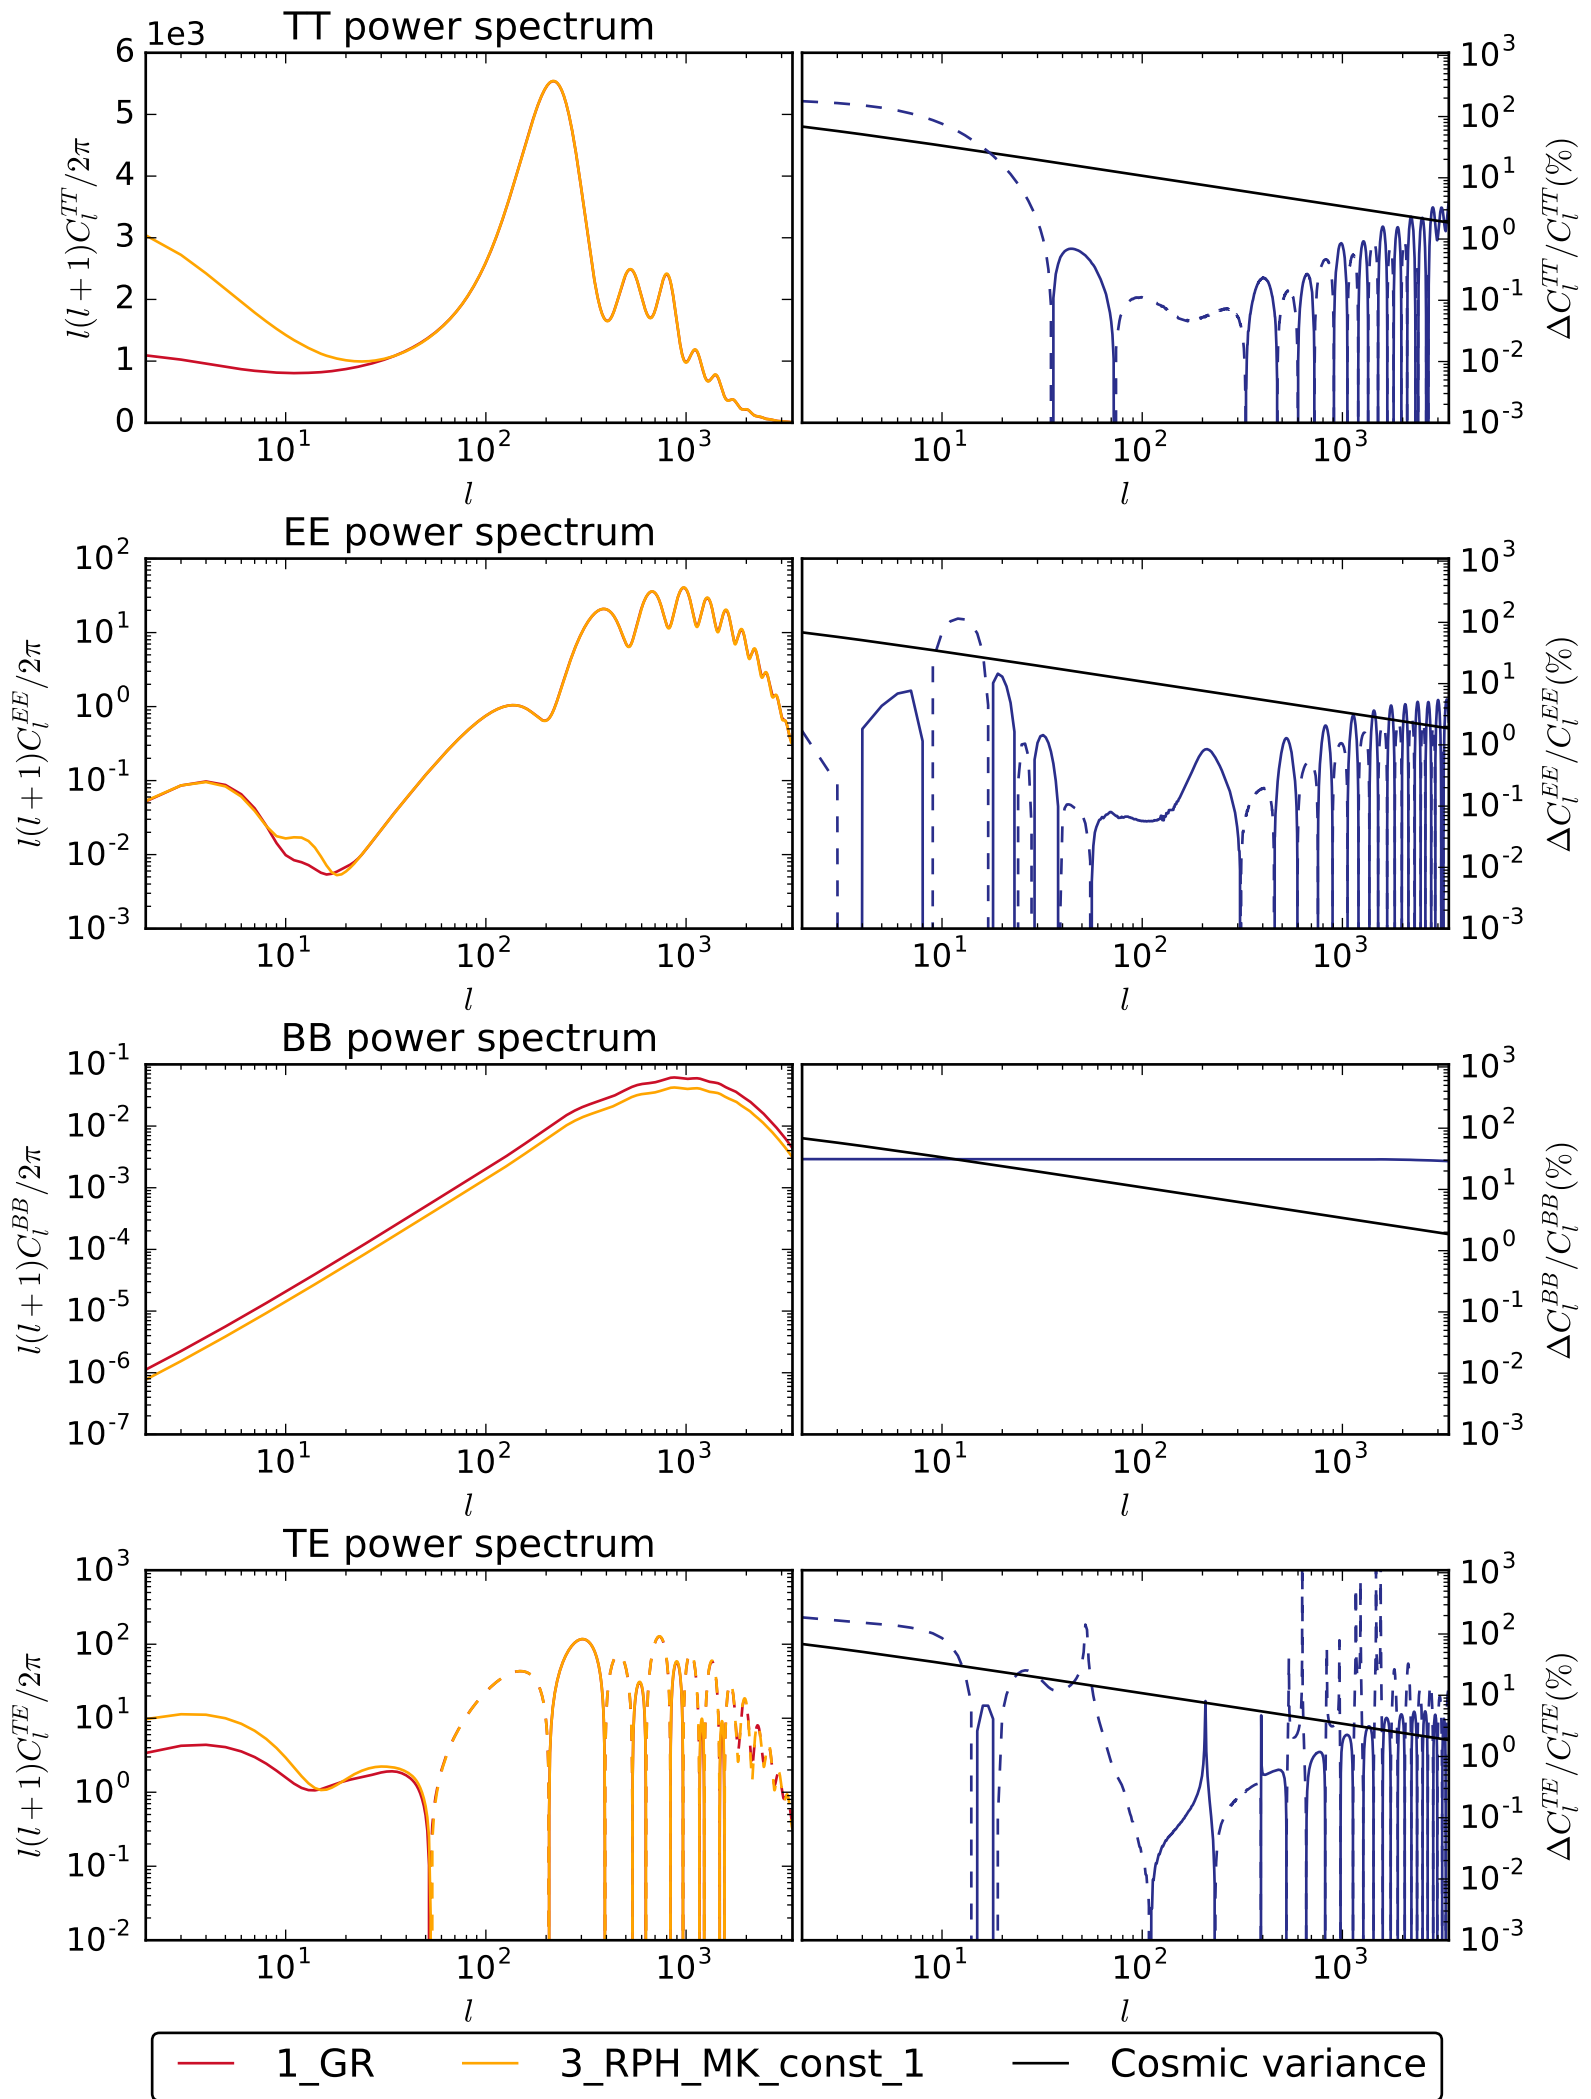 TT power spectrum
1e3
6
5
4
3
2
1
0
l(l + 1)C_l^{TT}/2π
10^1 10^2 10^3
l
10^3
10^2
10^1
10^0
10^-1
10^-2
10^-3
ΔC_l^{TT}/C_l^{TT}(%)
10^1 10^2 10^3
l
EE power spectrum
10^2
10^1
10^0
10^-1
10^-2
10^-3
l(l + 1)C_l^{EE}/2π
10^1 10^2 10^3
l
10^3
10^2
10^1
10^0
10^-1
10^-2
10^-3
ΔC_l^{EE}/C_l^{EE}(%)
10^1 10^2 10^3
l
BB power spectrum
10^-1
10^-2
10^-3
10^-4
10^-5
10^-6
10^-7
l(l + 1)C_l^{BB}/2π
10^1 10^2 10^3
l
10^3
10^2
10^1
10^0
10^-1
10^-2
10^-3
ΔC_l^{BB}/C_l^{BB}(%)
10^1 10^2 10^3
l
TE power spectrum
10^3
10^2
10^1
10^0
10^-1
10^-2
l(l + 1)C_l^{TE}/2π
10^1 10^2 10^3
l
10^3
10^2
10^1
10^0
10^-1
10^-2
10^-3
ΔC_l^{TE}/C_l^{TE}(%)
10^1 10^2 10^3
l
1_GR 3_RPH_MK_const_1 Cosmic variance